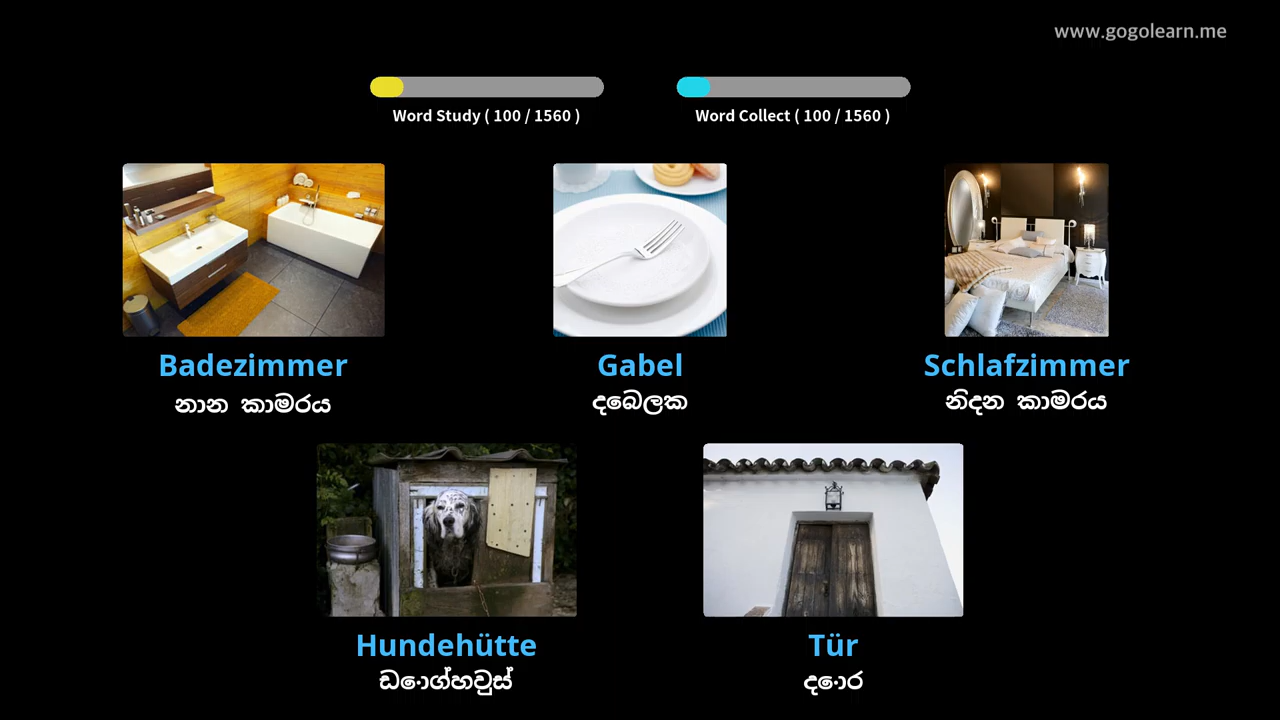 www.gogolearn.me
Word Study ( 100 / 1560 )
Word Collect ( 100 / 1560 )
Badezimmer
නාන කාමරය
Gabel
දබෙලක
Schlafzimmer
නිදන කාමරය
Hundehütte
ඩොග්හවුස්
Tür
දොර